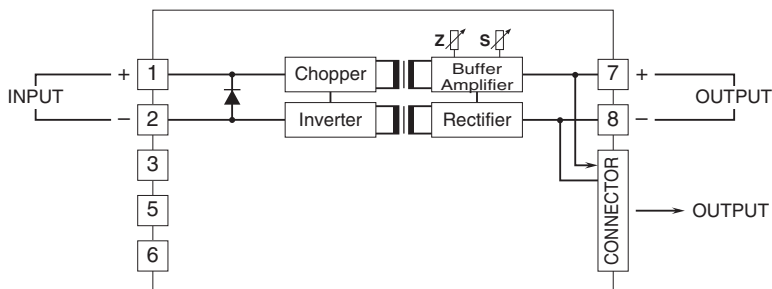 Z S
+ 1 Chopper Buffer Amplifier 7 +
INPUT OUTPUT
– 2 Inverter Rectifier 8 –
3
5
6
CONNECTOR
OUTPUT